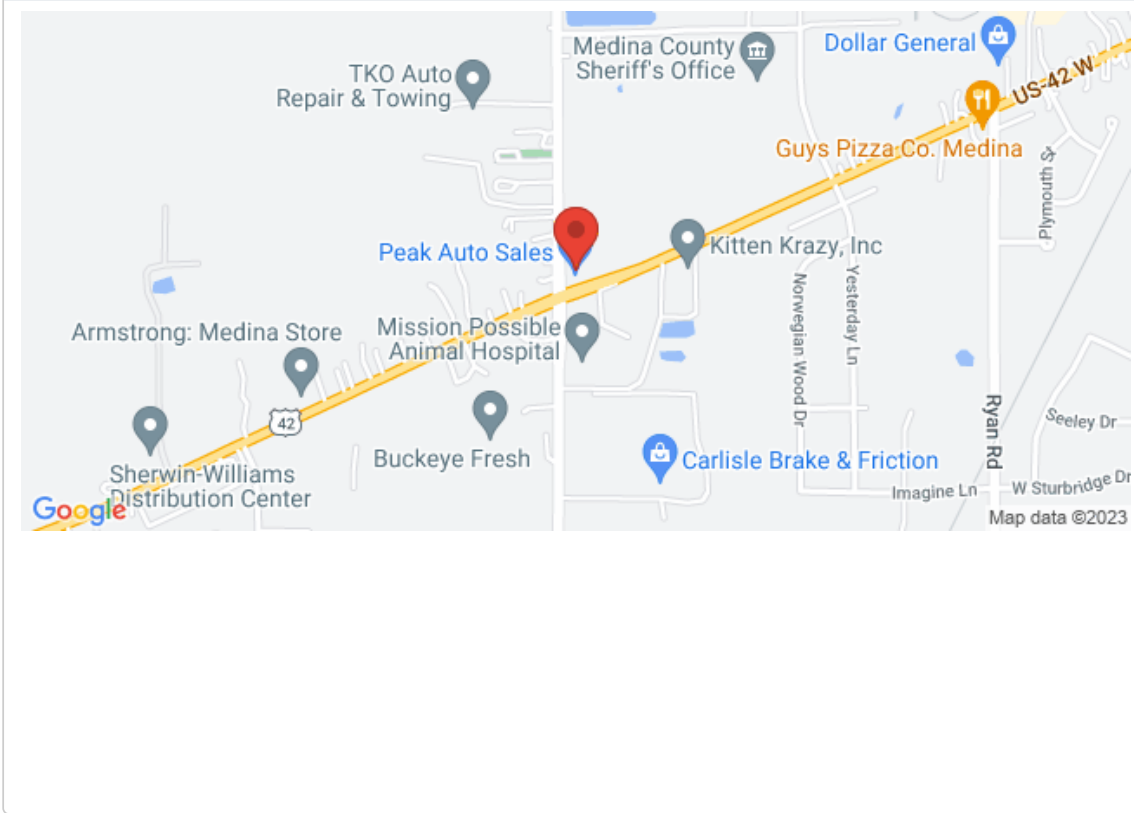 Medina County
Sheriff's Office
Dollar General
TKO Auto
Repair & Towing
US-42 W
Guys Pizza Co. Medina
Plymouth St
Peak Auto Sales
Kitten Krazy, Inc
Norwegian Wood Dr
Yesterday Ln
Armstrong: Medina Store
Mission Possible
Animal Hospital
42
Ryan Rd
Seeley Dr
Buckeye Fresh
Carlisle Brake & Friction
Sherwin-Williams
Distribution Center
Imagine Ln
W Sturbridge Dr
Google
Map data ©2023